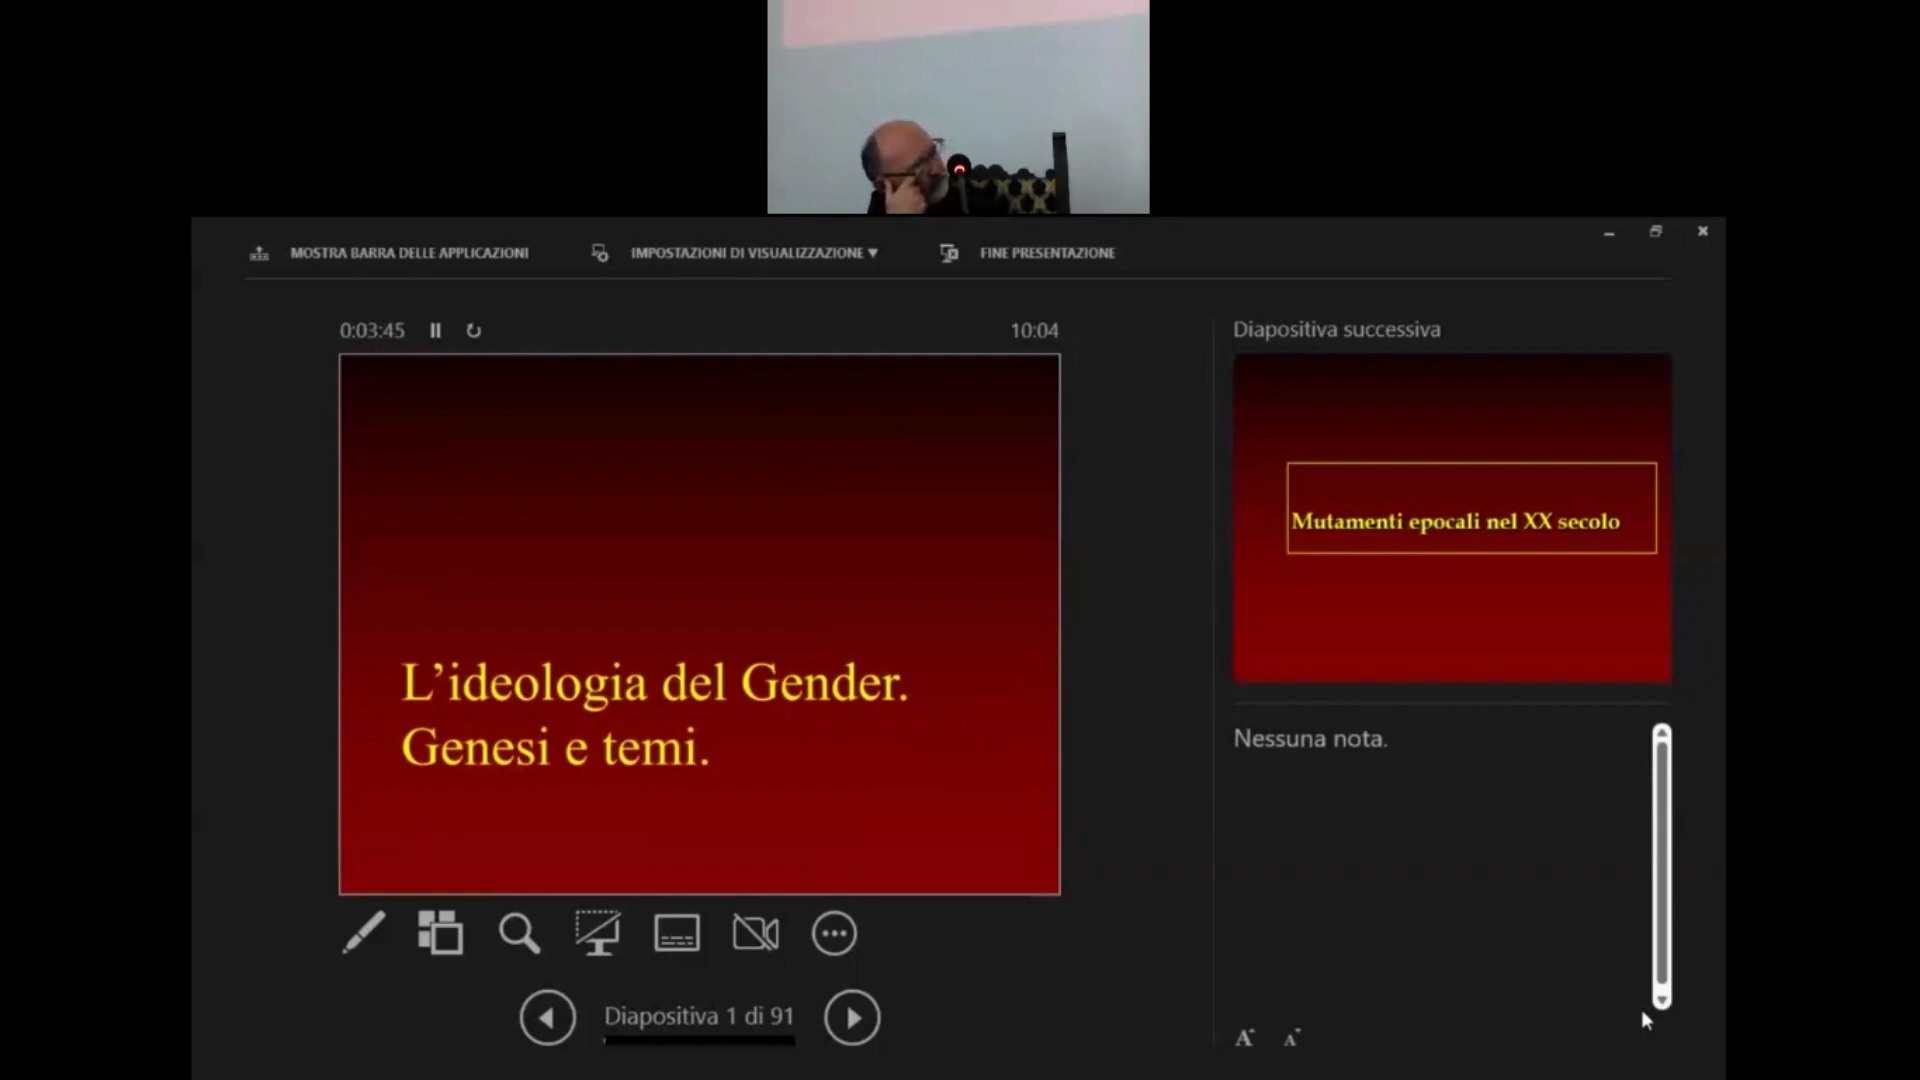 MOSTRA BARRA DELLE APPLICAZIONI
IMPOSTAZIONI DI VISUALIZZAZIONE ▼
FINE PRESENTAZIONE
0:03:45
10:04
L’ideologia del Gender.
Genesi e temi.
Diapositiva 1 di 91
Diapositiva successiva
Mutamenti epocali nel XX secolo
Nessuna nota.
A A